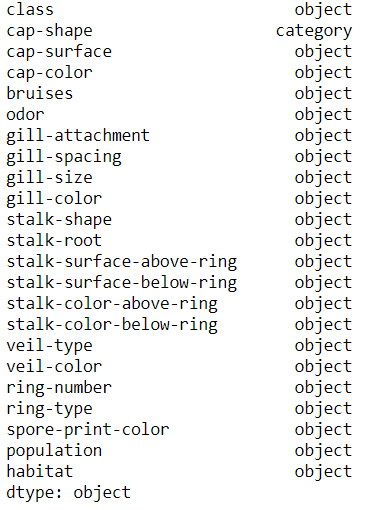 class object
cap-shape category
cap-surface object
cap-color object
bruises object
odor object
gill-attachment object
gill-spacing object
gill-size object
gill-color object
stalk-shape object
stalk-root object
stalk-surface-above-ring object
stalk-surface-below-ring object
stalk-color-above-ring object
stalk-color-below-ring object
veil-type object
veil-color object
ring-number object
ring-type object
spore-print-color object
population object
habitat object
dtype: object